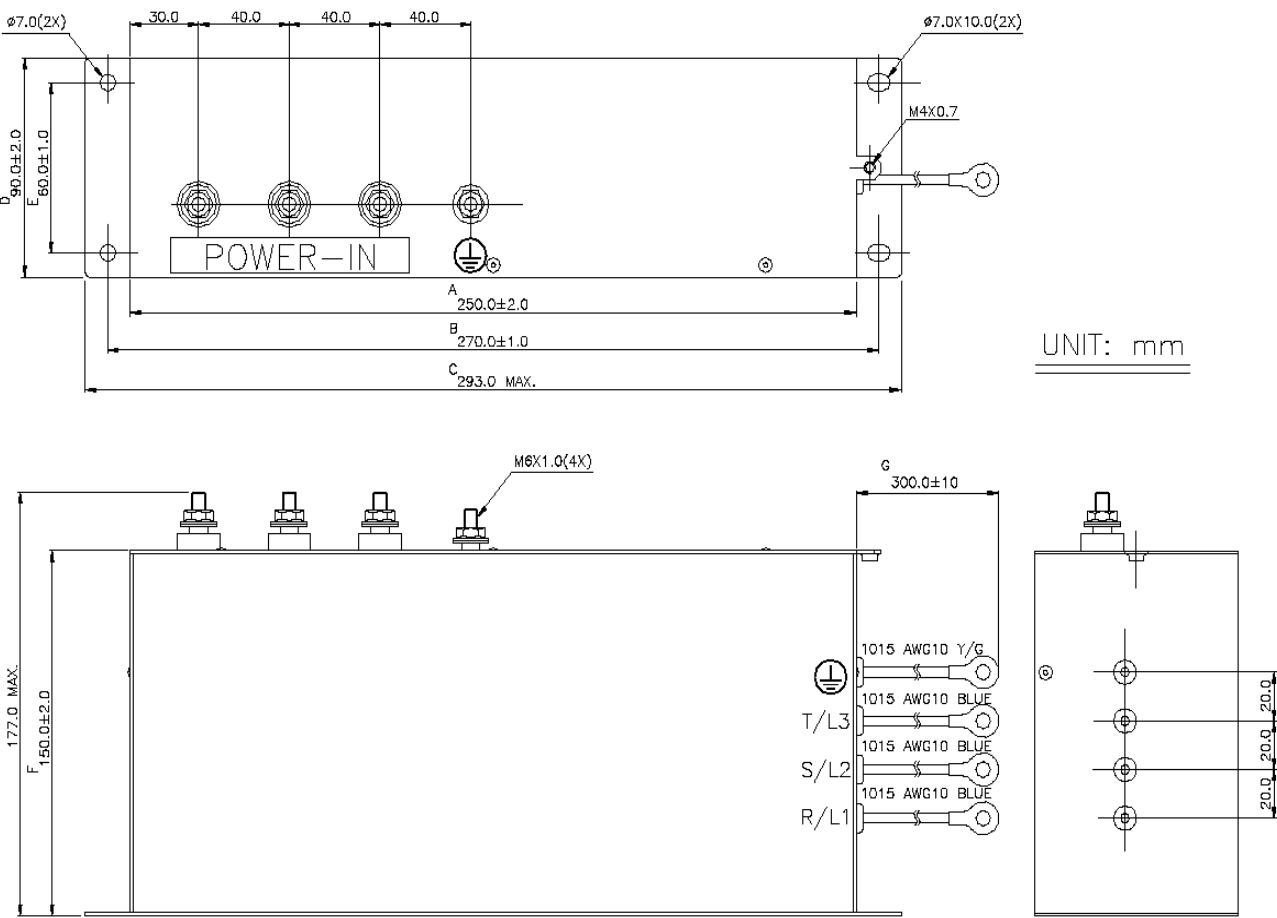 30.0
40.0
40.0
40.0
ø7.0(2X)
ø7.0X10.0(2X)
M4X0.7
D
90.0±2.0
E
60.0±1.0
POWER-IN
A
250.0±2.0
B
270.0±1.0
C
293.0 MAX.
UNIT: mm
M6X1.0(4X)
G
300.0±10
177.0 MAX.
F
150.0±2.0
1015 AWG10 Y/G
1015 AWG10 BLUE
T/L3
1015 AWG10 BLUE
S/L2
1015 AWG10 BLUE
R/L1
20.0
20.0
20.0